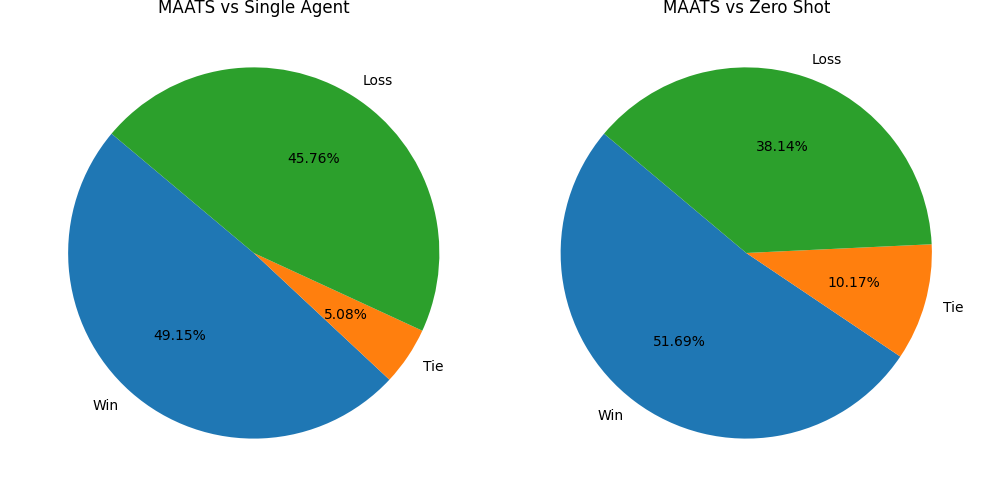 MAATS vs Single Agent
Loss
45.76%
5.08%
49.15%
Tie
Win
MAATS vs Zero Shot
Loss
38.14%
10.17%
Tie
51.69%
Win